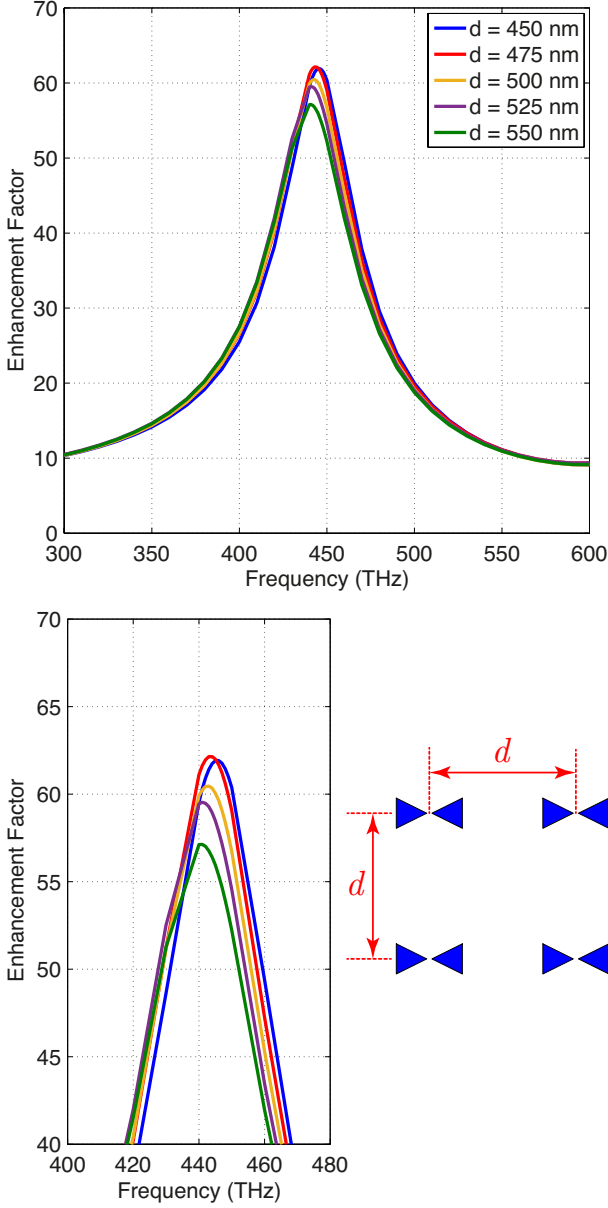 70
60
50
40
30
20
10
0
Enhancement Factor
d = 450 nm
d = 475 nm
d = 500 nm
d = 525 nm
d = 550 nm
300 350 400 450 500 550 600
Frequency (THz)
70
65
60
55
50
45
40
Enhancement Factor
400 420 440 460 480
Frequency (THz)
d
d